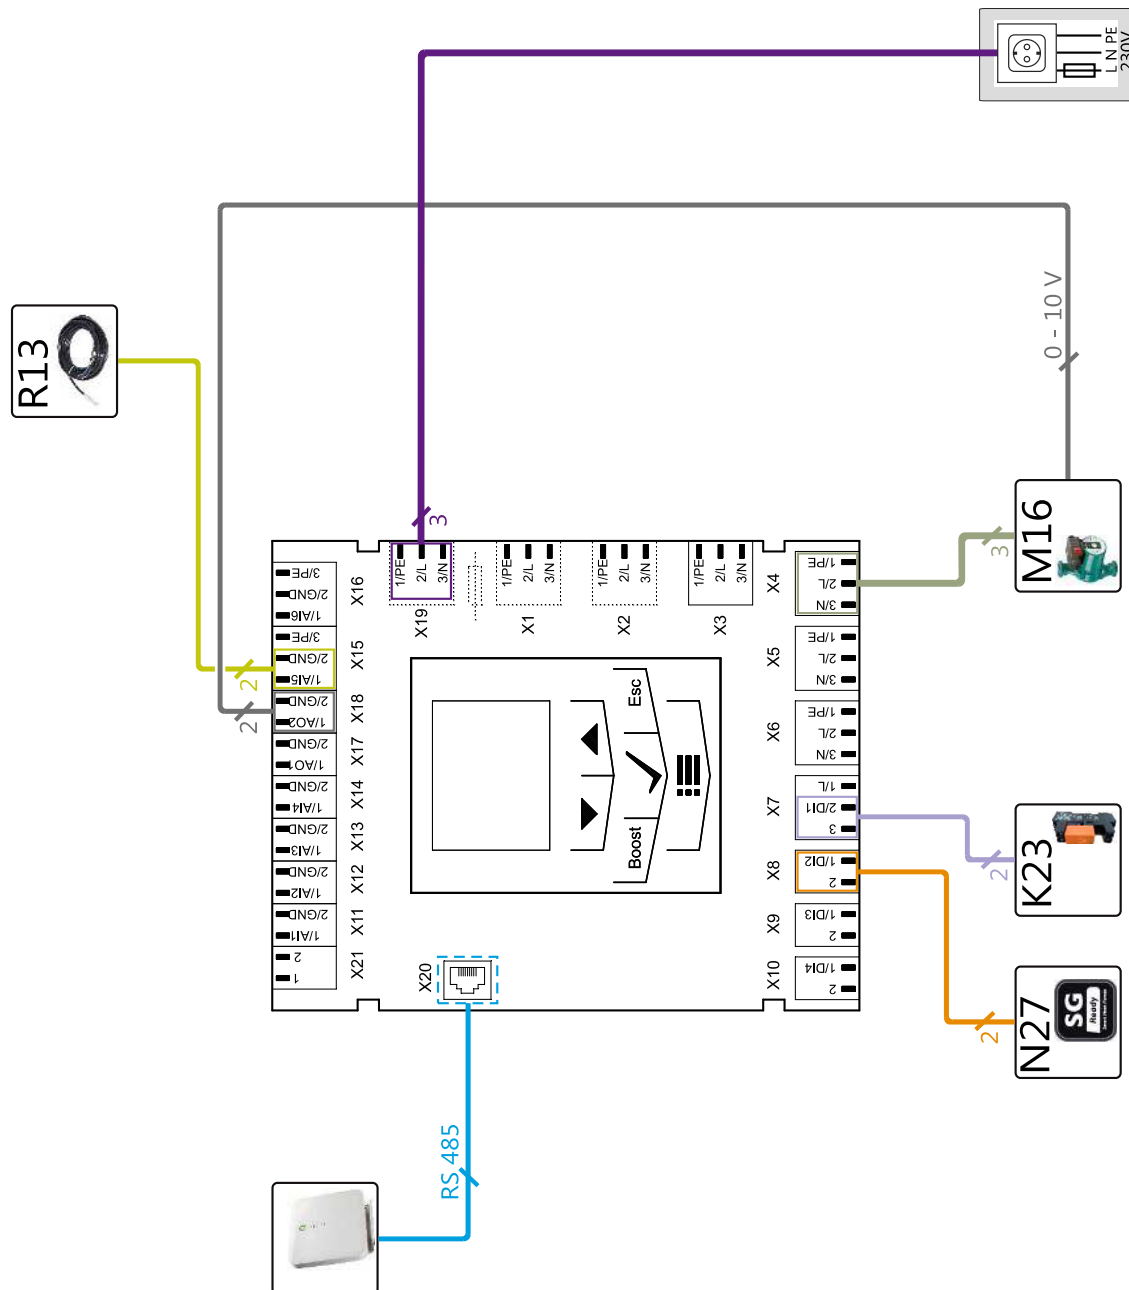 L N PE
230V
0 - 10 V
R13
3
2
2
3
M16
3/PE
2/GND
1/AI6
X16
3/PE
2/GND
1/AI5
X15
2/GND
1/AO2
X18
2/GND
1/AO1
X17
2/GND
1/AI4
X14
2/GND
1/AI3
X13
2/GND
1/AI2
X12
2/GND
1/AI1
X11
2
1
X21
1/PE
2/L
3/N
X19
1/PE
2/L
3/N
X1
1/PE
2/L
3/N
X2
1/PE
2/L
3/N
X3
X4
1/PE
2/L
3/N
X5
1/PE
2/L
3/N
X6
1/PE
2/L
3/N
X7
1/L
2/DI1
3
X8
1/DI2
2
X9
1/DI3
2
X10
1/DI4
2
Esc
Boost
X20
2
K23
2
N27
SG
Ready
RS 485